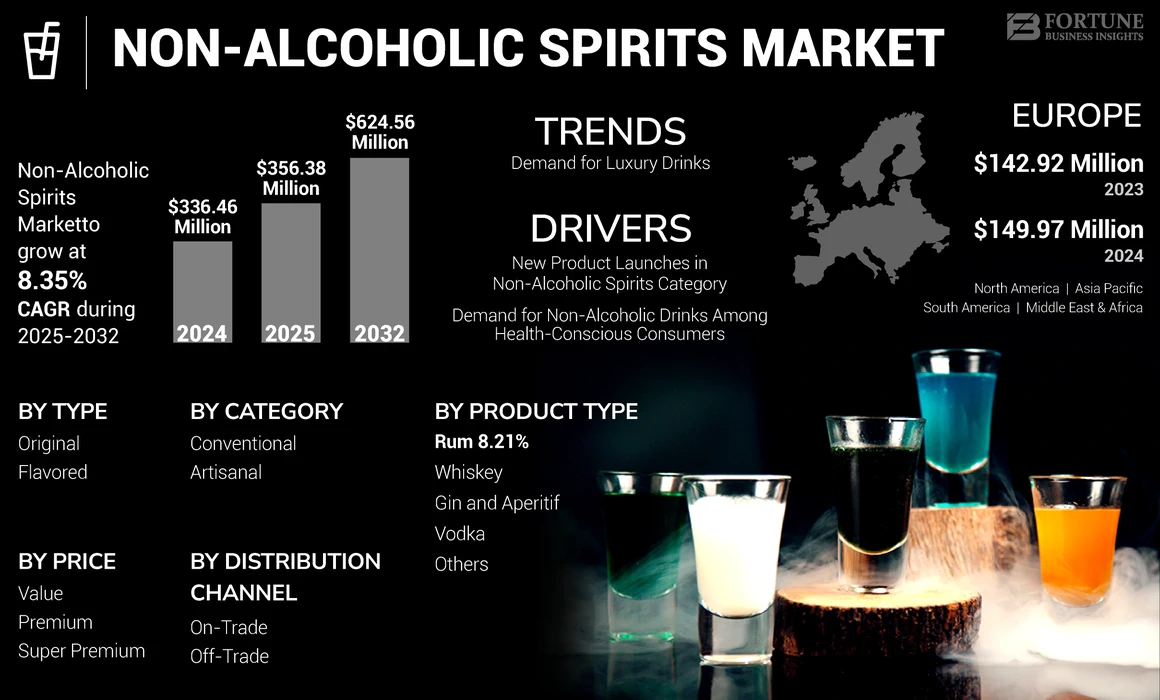 NON-ALCOHOLIC SPIRITS MARKET
FORTUNE
BUSINESS INSIGHTS
Non-Alcoholic
Spirits
Marketto
grow at
8.35%
CAGR during
2025-2032
$336.46
Million
2024
$356.38
Million
2025
$624.56
Million
2032
TRENDS
Demand for Luxury Drinks
DRIVERS
New Product Launches in
Non-Alcoholic Spirits Category
Demand for Non-Alcoholic Drinks Among
Health-Conscious Consumers
EUROPE
$142.92 Million
2023
$149.97 Million
2024
North America | Asia Pacific
South America | Middle East & Africa
BY TYPE
Original
Flavored
BY CATEGORY
Conventional
Artisanal
BY PRODUCT TYPE
Rum 8.21%
Whiskey
Gin and Aperitif
Vodka
Others
BY PRICE
Value
Premium
Super Premium
BY DISTRIBUTION
CHANNEL
On-Trade
Off-Trade